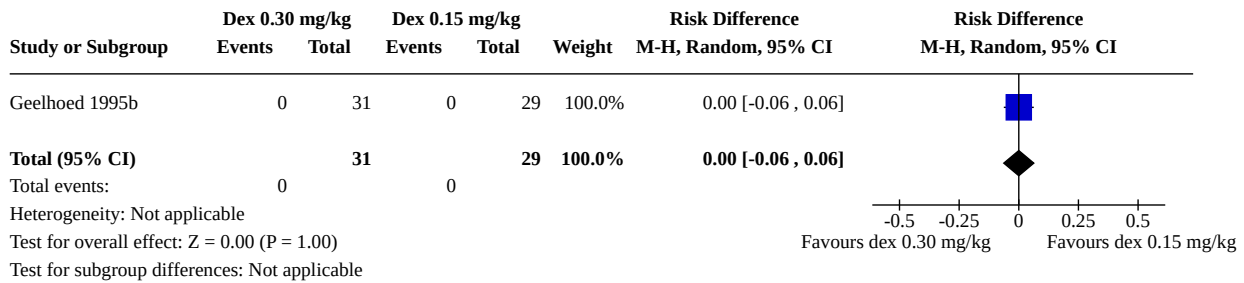 Dex 0.30 mg/kg Dex 0.15 mg/kg Risk Difference Risk Difference
Study or Subgroup Events Total Events Total Weight M-H, Random, 95% CI M-H, Random, 95% CI
Geelhoed 1995b 0 31 0 29 100.0% 0.00 [-0.06 , 0.06]
Total (95% CI) 31 29 100.0% 0.00 [-0.06 , 0.06]
Total events: 0 0
Heterogeneity: Not applicable -0.5 -0.25 0 0.25 0.5
Test for overall effect: Z = 0.00 (P = 1.00) Favours dex 0.30 mg/kg Favours dex 0.15 mg/kg
Test for subgroup differences: Not applicable